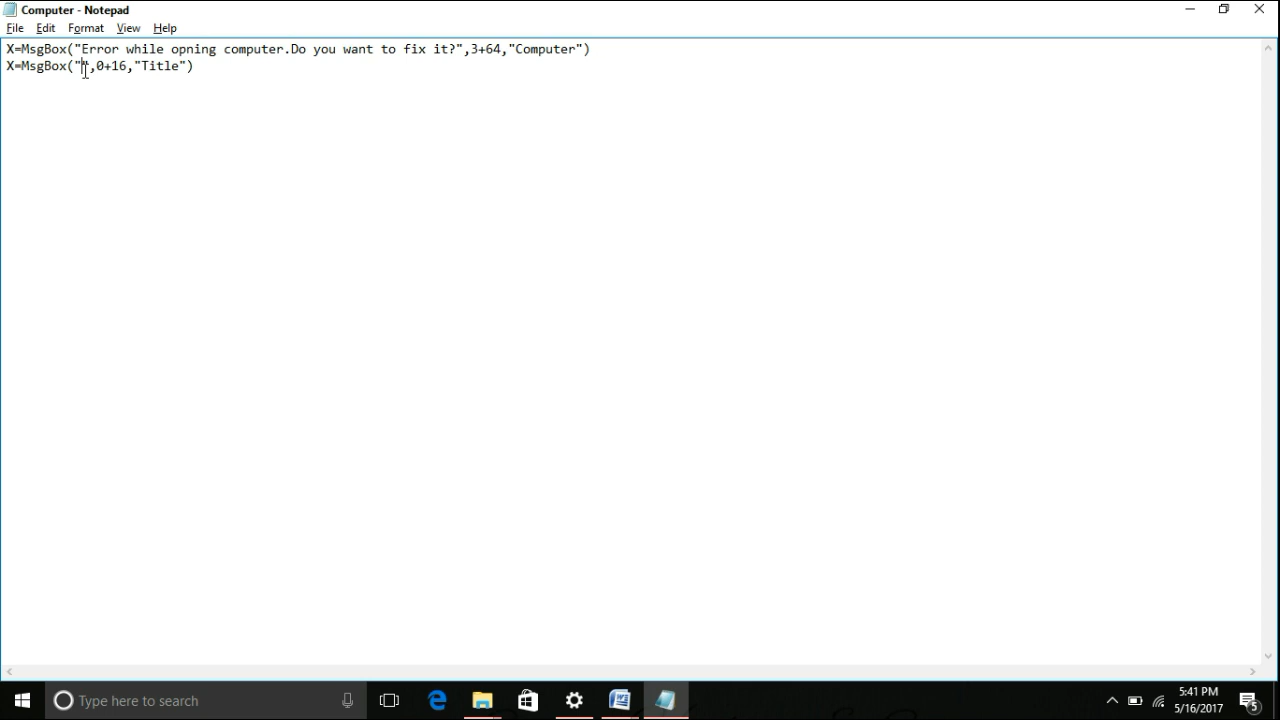 Computer - Notepad
File Edit Format View Help
X=MsgBox("Error while opning computer.Do you want to fix it?",3+64,"Computer")
X=MsgBox("",0+16,"Title")
Type here to search
5:41 PM
5/16/2017
5